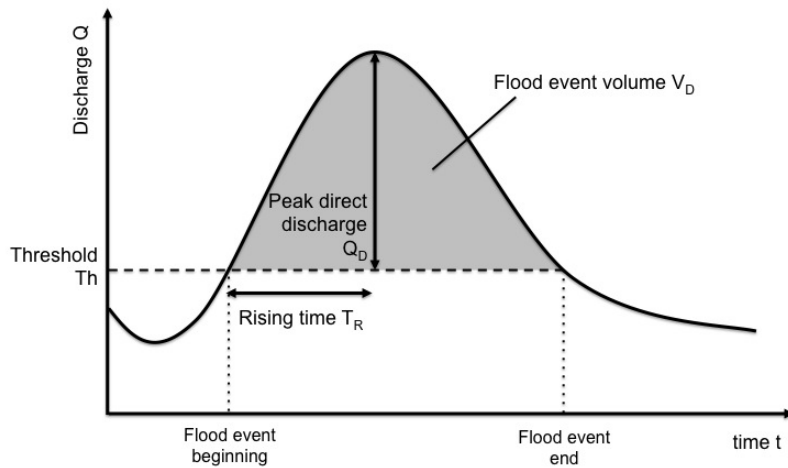 Discharge Q
Flood event volume V_D
Peak direct
discharge
Q_D
Threshold
Th
Rising time T_R
Flood event
beginning
Flood event
end
time t